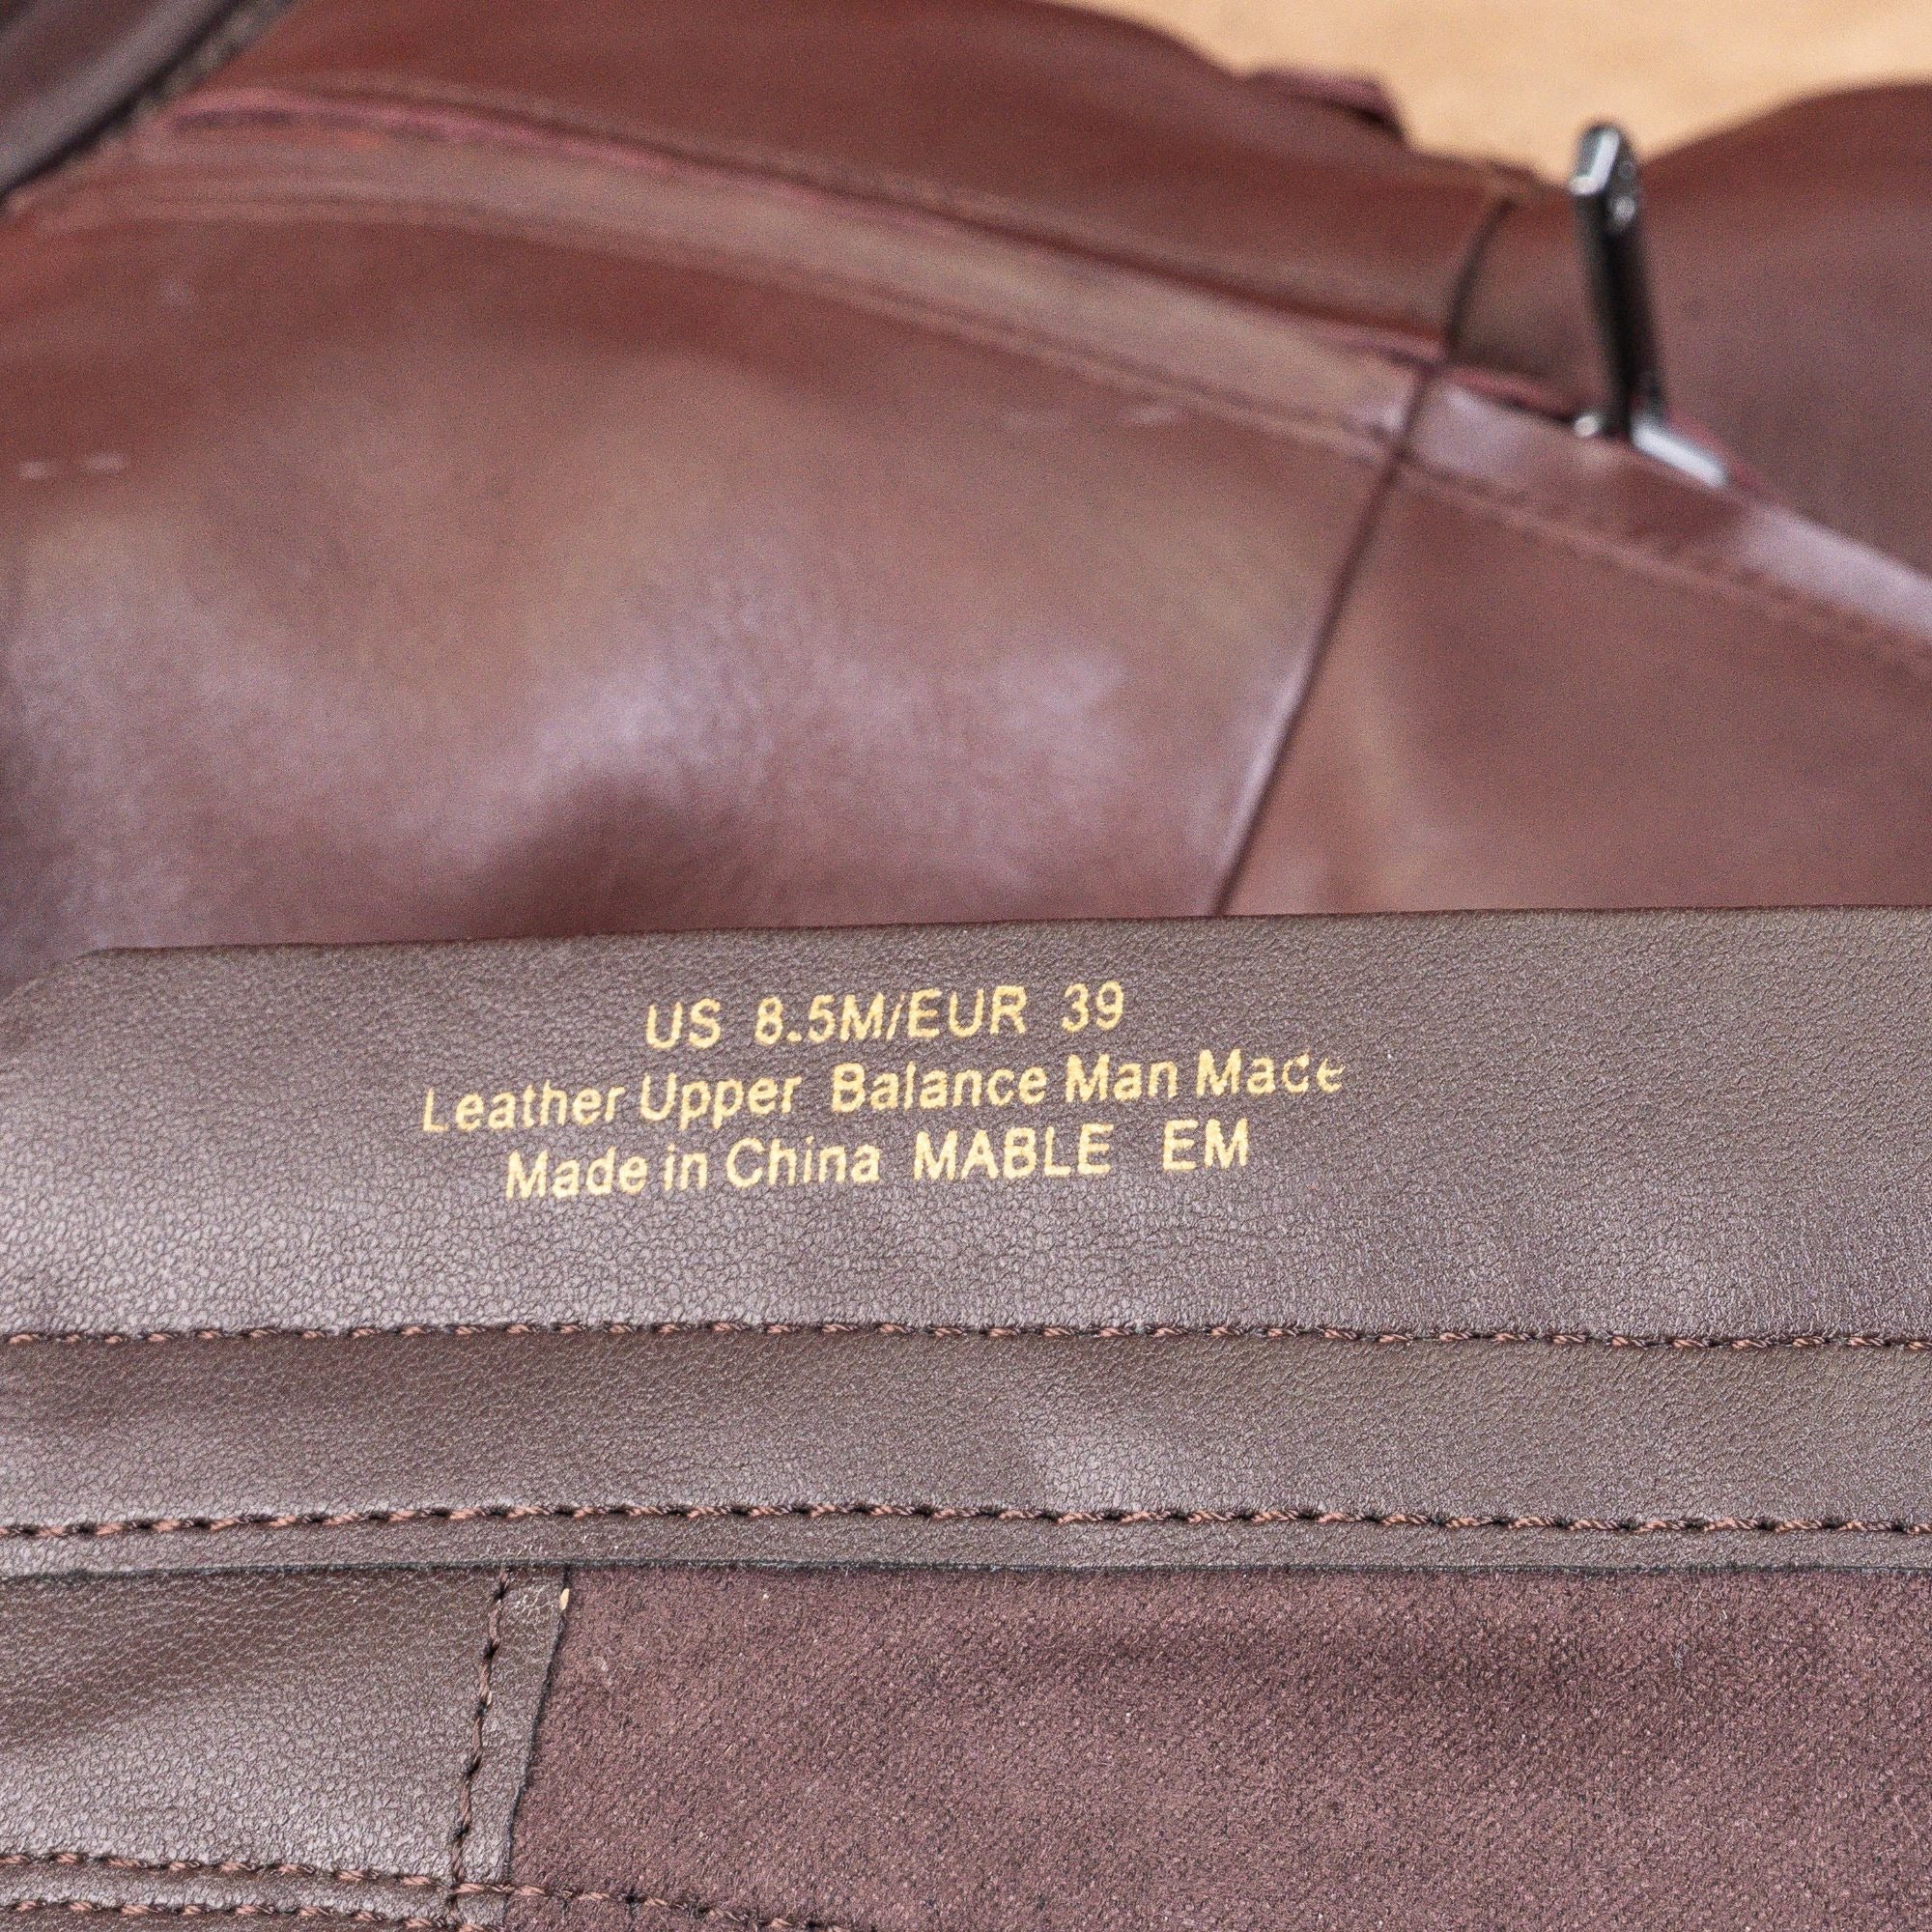 US 8.5M/EUR 39
Leather Upper Balance Man Made
Made in China MABLE EM